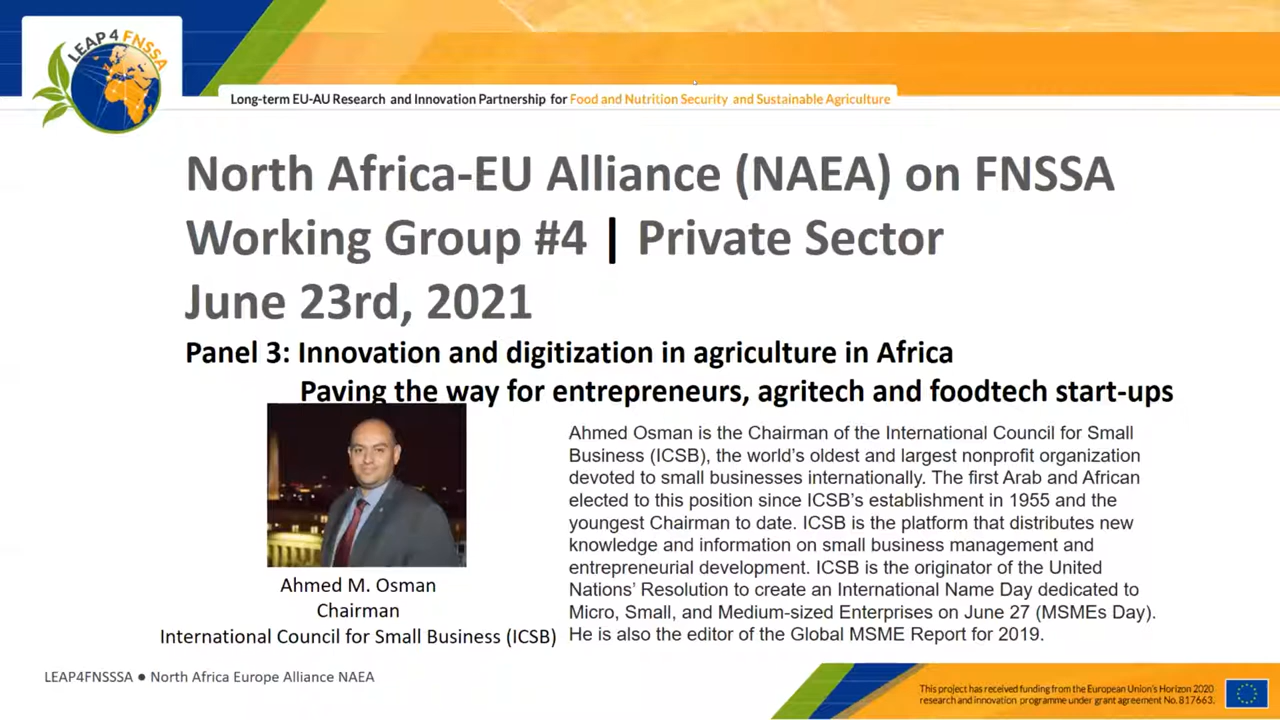 LEAP 4 FNSSA
Long-term EU-AU Research and Innovation Partnership for Food and Nutrition Security and Sustainable Agriculture
North Africa-EU Alliance (NAEA) on FNSSA
Working Group #4 | Private Sector
June 23rd, 2021
Panel 3: Innovation and digitization in agriculture in Africa
Paving the way for entrepreneurs, agritech and foodtech start-ups
Ahmed M. Osman
Chairman
International Council for Small Business (ICSB)
Ahmed Osman is the Chairman of the International Council for Small
Business (ICSB), the world’s oldest and largest nonprofit organization
devoted to small businesses internationally. The first Arab and African
elected to this position since ICSB’s establishment in 1955 and the
youngest Chairman to date. ICSB is the platform that distributes new
knowledge and information on small business management and
entrepreneurial development. ICSB is the originator of the United
Nations’ Resolution to create an International Name Day dedicated to
Micro, Small, and Medium-sized Enterprises on June 27 (MSMEs Day).
He is also the editor of the Global MSME Report for 2019.
LEAP4FNSSSA ● North Africa Europe Alliance NAEA
This project has received funding from the European Union's Horizon 2020
research and innovation programme under grant agreement No. 817663.